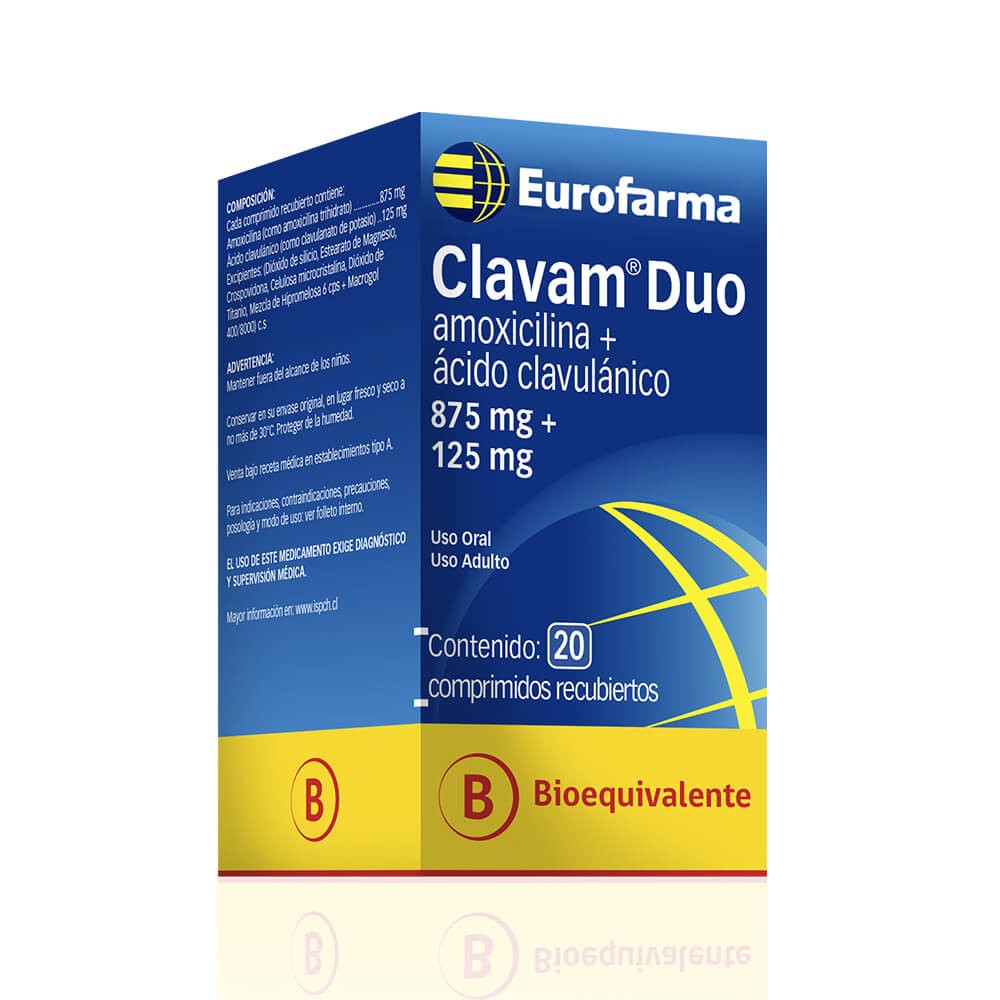 COMPOSICIÓN:
Cada comprimido recubierto contiene:
Amoxicilina (como amoxicilina trihidrato) ............875 mg
Ácido clavulánico (como clavulanato de potasio) ..125 mg
Excipientes: (Dióxido de silicio, Estearato de Magnesio,
Crospovidona, Celulosa microcristalina, Dióxido de
Titanio, Mezcla de Hipromelosa 6 cps + Macrogol
400/8000) c.s
ADVERTENCIA:
Mantener fuera del alcance de los niños.
Conservar en su envase original, en lugar fresco y seco a
no más de 30°C. Proteger de la humedad.
Venta bajo receta médica en establecimientos tipo A.
Para indicaciones, contraindicaciones, precauciones,
posología y modo de uso: ver folleto interno.
EL USO DE ESTE MEDICAMENTO EXIGE DIAGNÓSTICO
Y SUPERVISIÓN MÉDICA.
Mayor información en: www.ispch.cl
B
Eurofarma
Clavam® Duo
amoxicilina +
ácido clavulánico
875 mg +
125 mg
Uso Oral
Uso Adulto
Contenido: 20
comprimidos recubiertos
B Bioequivalente